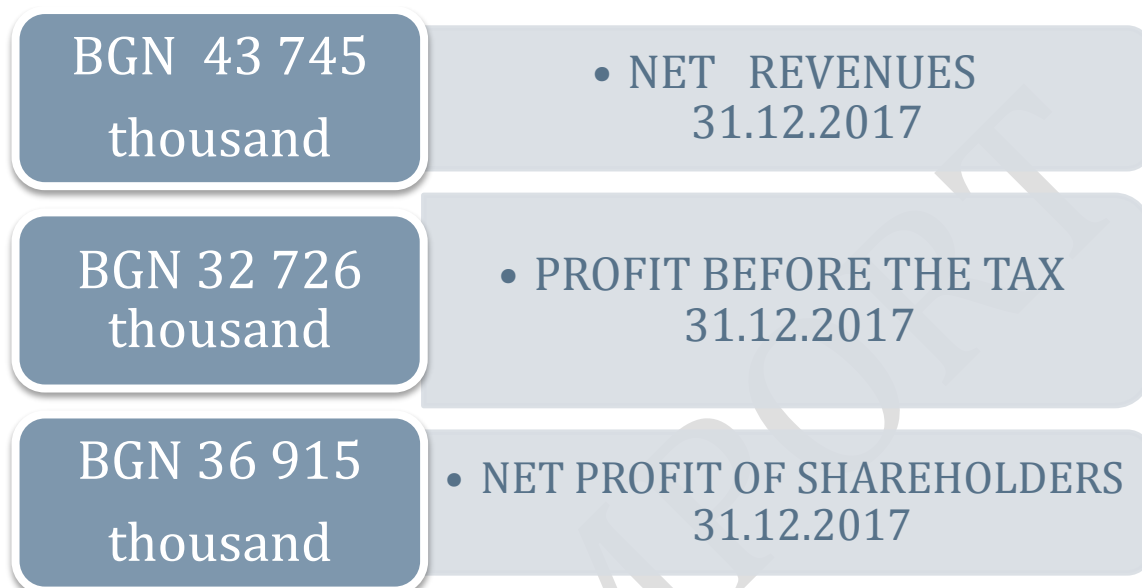 BGN 43 745
thousand
• NET REVENUES
31.12.2017
BGN 32 726
thousand
• PROFIT BEFORE THE TAX
31.12.2017
BGN 36 915
thousand
• NET PROFIT OF SHAREHOLDERS
31.12.2017